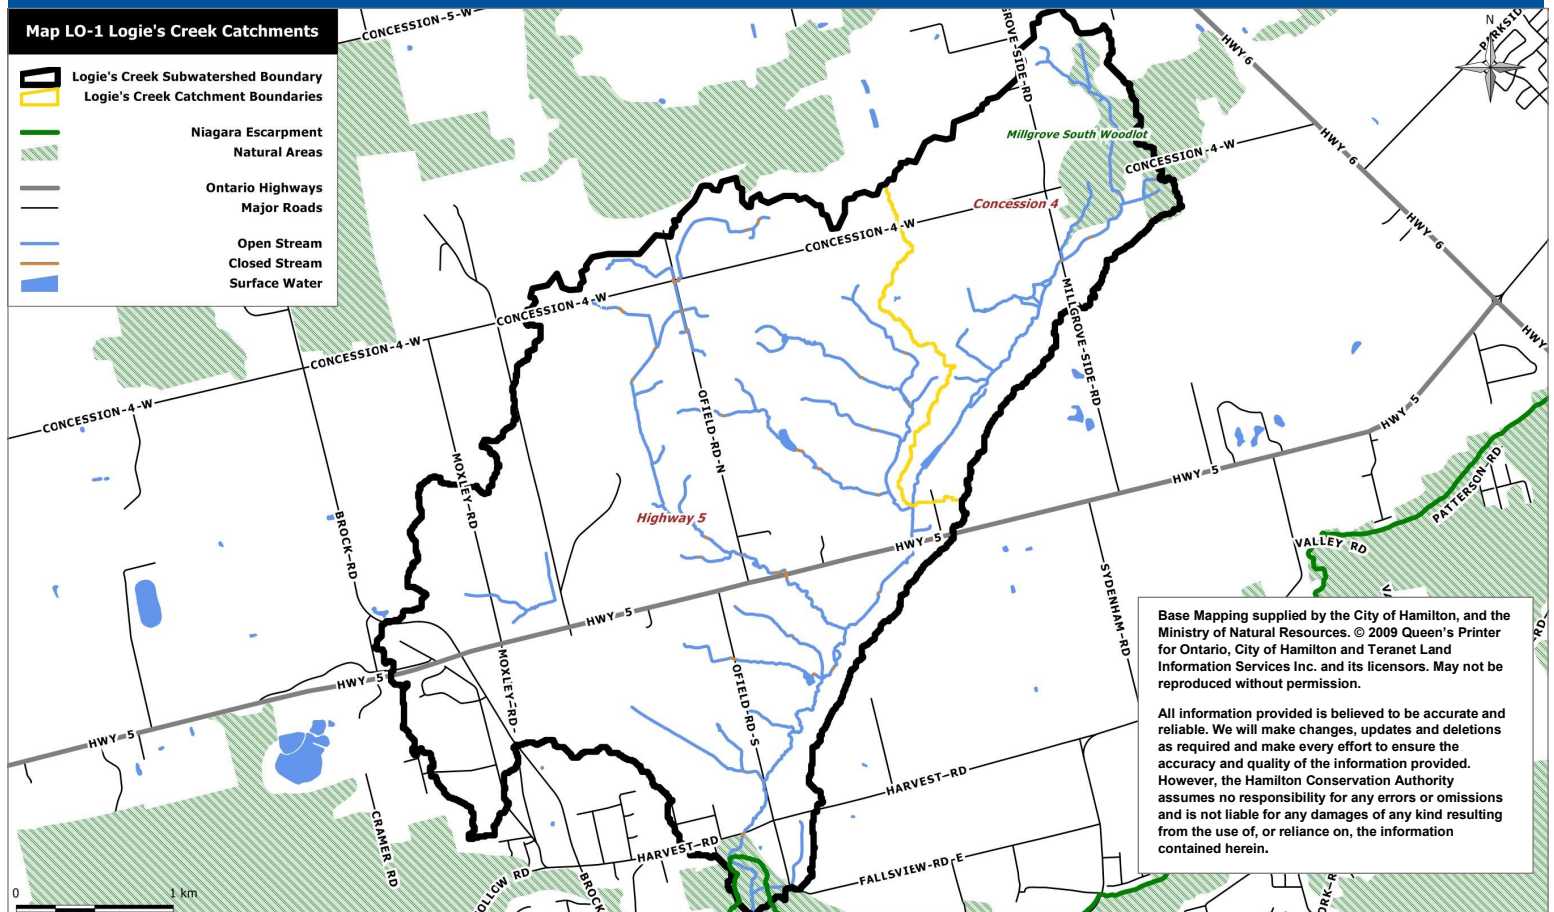 Map LO-1 Logie's Creek Catchments
Logie's Creek Subwatershed Boundary
Logie's Creek Catchment Boundaries
Niagara Escarpment
Natural Areas
Ontario Highways
Major Roads
Open Stream
Closed Stream
Surface Water
CONCESSION-5-W
GROVE-SIDE-RD
HWY-6
N
PARKSID
Millgrove South Woodlot
CONCESSION-4-W
HWY-6
Concession 4
CONCESSION-4-W
HWY-6
CONCESSION-4-W
MILLGROVE-SIDE-RD
HWY-
CONCESSION-4-W
CONCESSION-4-W
OFIELD-RD-N
HWY 5
MOXLEY-RD
HWY 5
PATTERSON-RD
BROCK-RD
Highway 5
HWY 5
VALLEY RD
SYDENHAM-RD
HWY 5
MOXLEY-RD-
OFIELD-RD-S
HWY 5
HWY 5
HARVEST-RD
CRAMER RD
HARVEST-RD
FALLSVIEW-RD E
OLLOW RD
BROCK
ORK-R
RD
0
1 km
Base Mapping supplied by the City of Hamilton, and the
Ministry of Natural Resources. © 2009 Queen's Printer
for Ontario, City of Hamilton and Teranet Land
Information Services Inc. and its licensors. May not be
reproduced without permission.
All information provided is believed to be accurate and
reliable. We will make changes, updates and deletions
as required and make every effort to ensure the
accuracy and quality of the information provided.
However, the Hamilton Conservation Authority
assumes no responsibility for any errors or omissions
and is not liable for any damages of any kind resulting
from the use of, or reliance on, the information
contained herein.